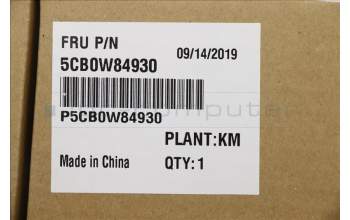 FRU P/N
09/14/2019
5CB0W84930
P5CB0W84930
PLANT:KM
Made in China
QTY:1